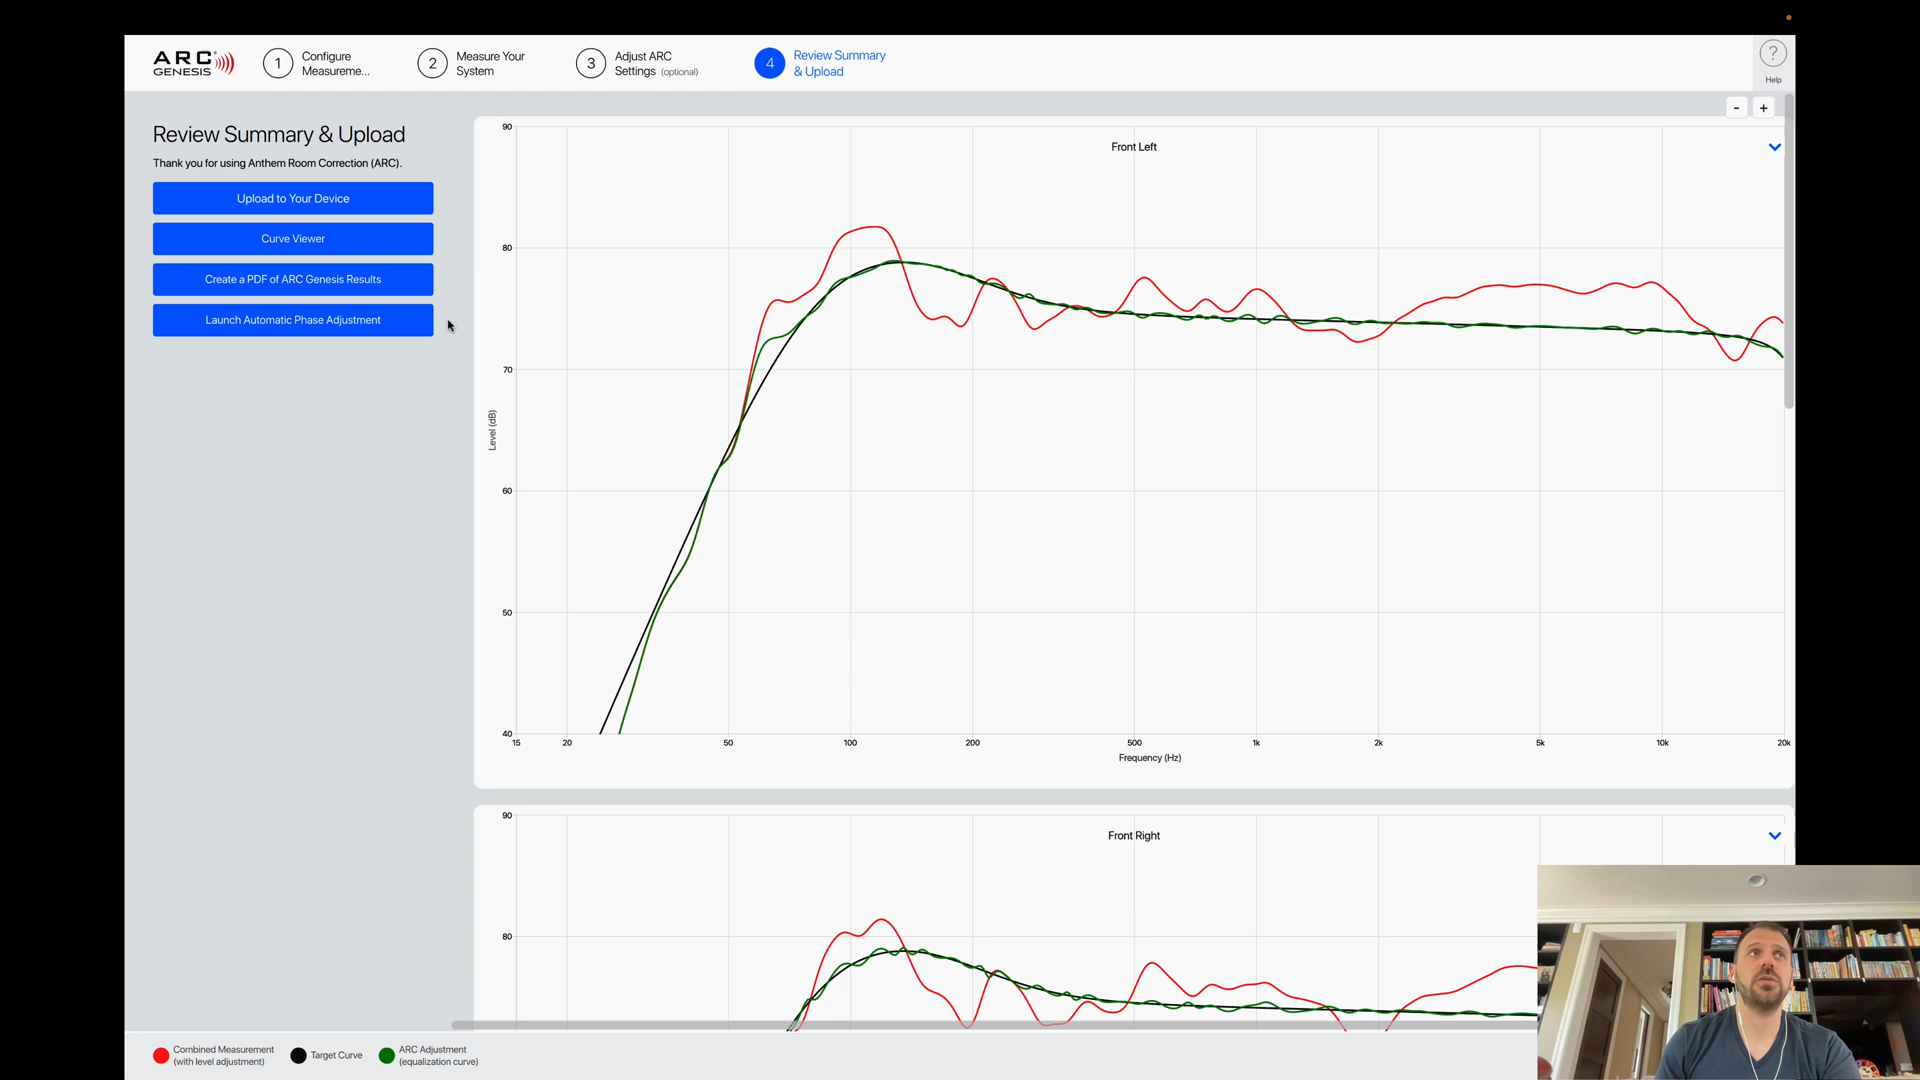 ARC
GENESIS
1
Configure
Measureme...
2
Measure Your
System
3
Adjust ARC
Settings (optional)
4
Review Summary
& Upload
?
Help
- +
Review Summary & Upload
Thank you for using Anthem Room Correction (ARC).
Upload to Your Device
Curve Viewer
Create a PDF of ARC Genesis Results
Launch Automatic Phase Adjustment
Front Left
90
80
70
60
50
40
Level (dB)
15 20 50 100 200 500 1k 2k 5k 10k 20k
Frequency (Hz)
Front Right
90
80
Combined Measurement
(with level adjustment)
Target Curve
ARC Adjustment
(equalization curve)